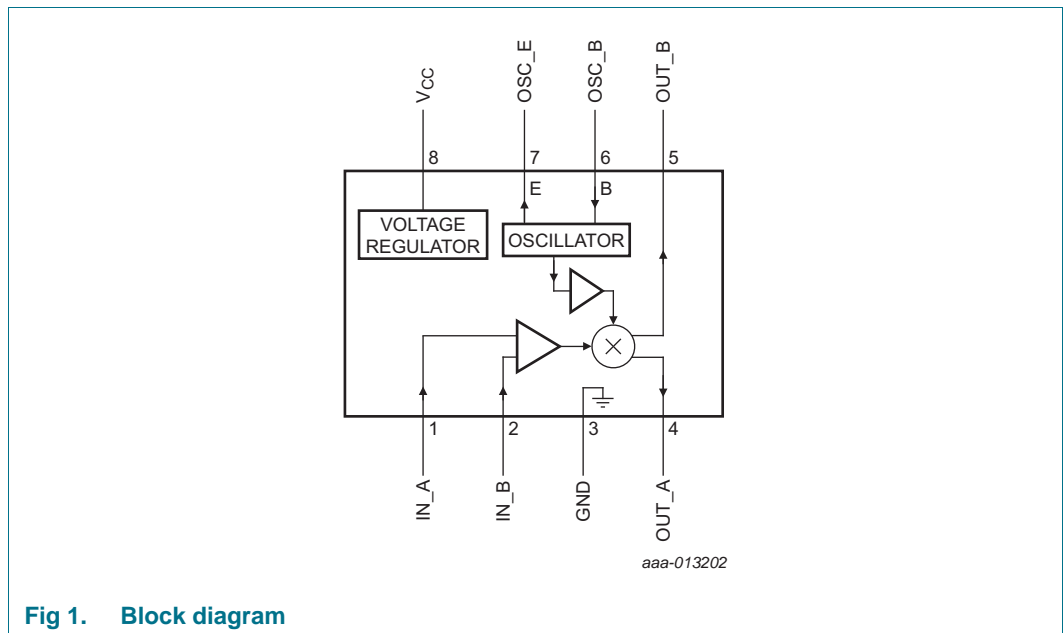 VCC
OSC_E
OSC_B
OUT_B
8
7
6
5
E
B
VOLTAGE
REGULATOR
OSCILLATOR
1
2
3
4
IN_A
IN_B
GND
OUT_A
aaa-013202
Fig 1. Block diagram